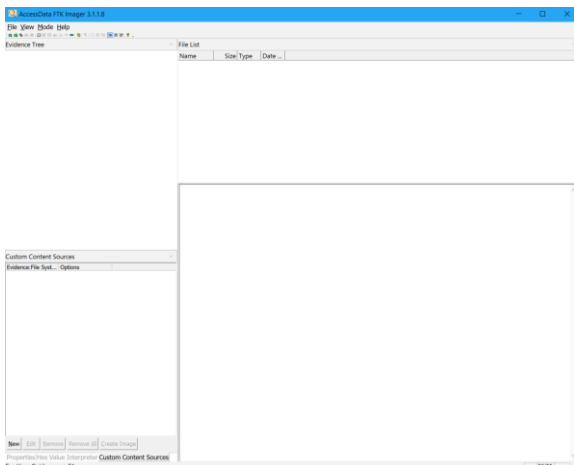 AccessData FTK Imager 3.1.1.8
File View Mode Help
Evidence Tree
File List
Name Size Type Date ...
Custom Content Sources
Evidence:File Syst... Options
New Edit Remove Remove All Create Image
Properties Hex Value Interpreter Custom Content Sources